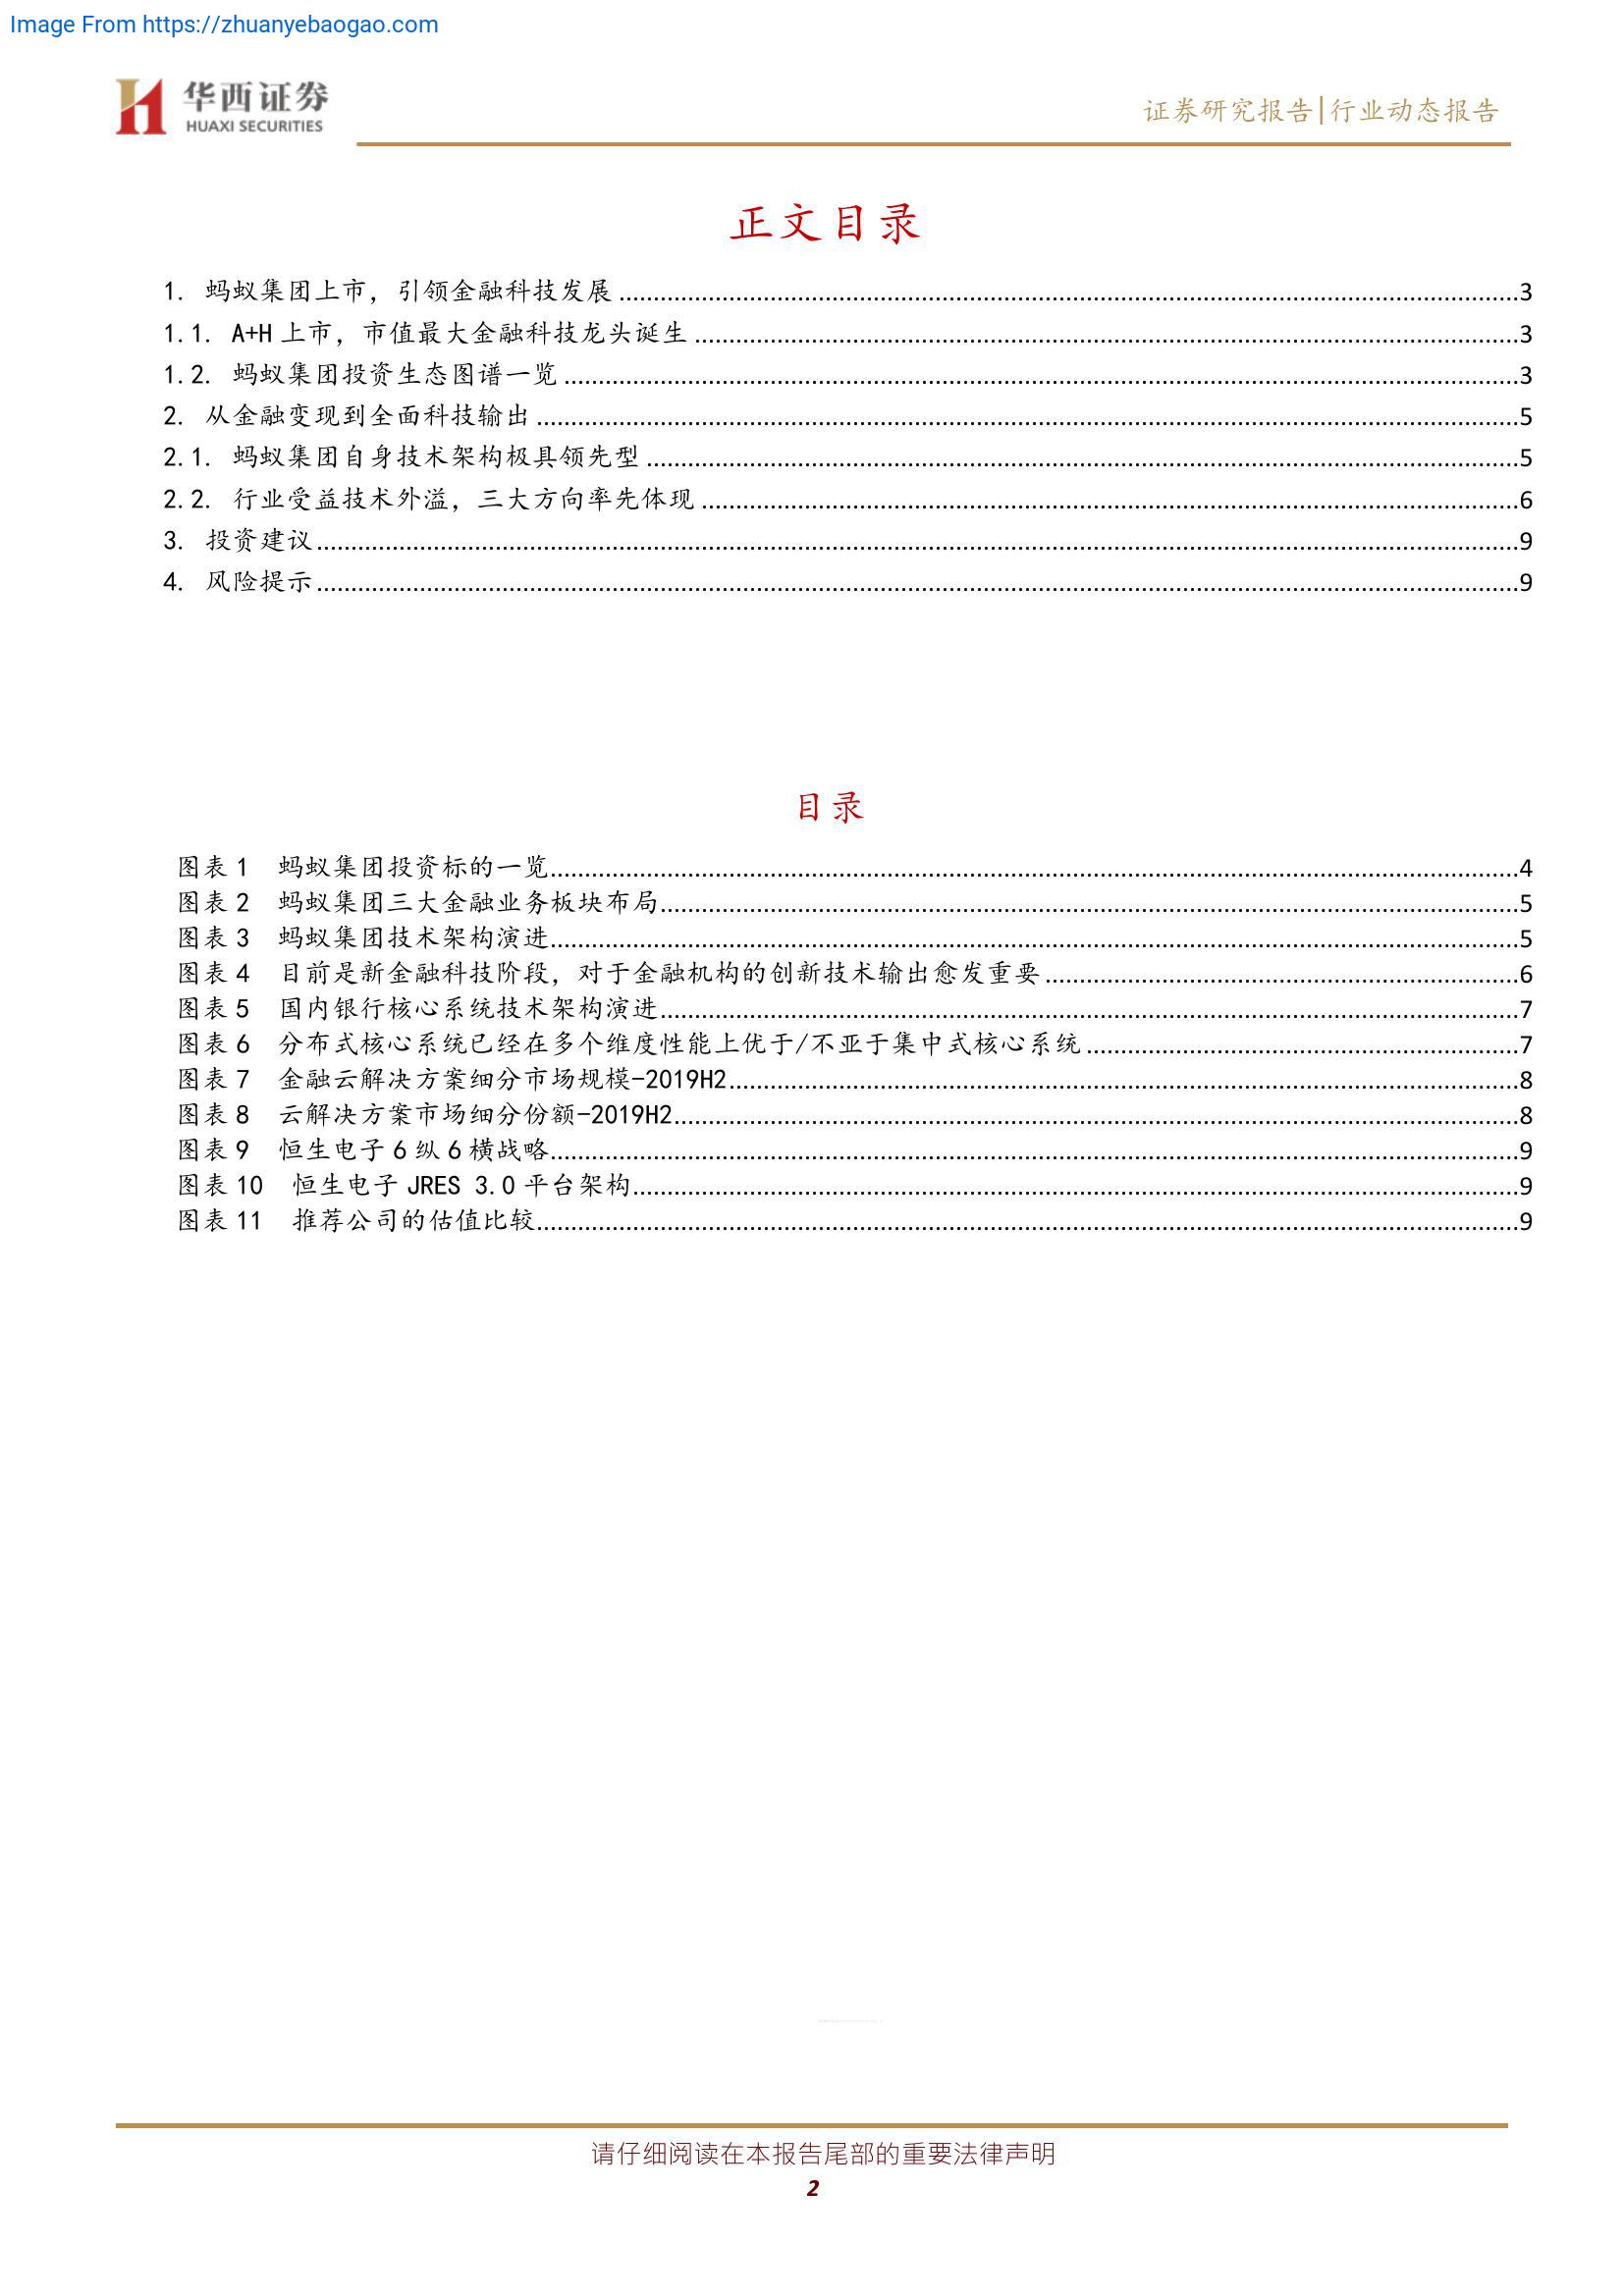 Image From https://zhuanyebaogao.com
华西证券
HUAXI SECURITIES
证券研究报告|行业动态报告
正文目录
1. 蚂蚁集团上市，引领金融科技发展........................3
1.1. A+H 上市，市值最大金融科技龙头诞生........................3
1.2. 蚂蚁集团投资生态图谱一览........................3
2. 从金融变现到全面科技输出........................5
2.1. 蚂蚁集团自身技术架构极具领先型........................5
2.2. 行业受益技术外溢，三大方向率先体现........................6
3. 投资建议........................9
4. 风险提示........................9
目录
图表 1 蚂蚁集团投资标的一览........................4
图表 2 蚂蚁集团三大金融业务板块布局........................5
图表 3 蚂蚁集团技术架构演进........................5
图表 4 目前是新金融科技阶段，对于金融机构的创新技术输出愈发重要........................6
图表 5 国内银行核心系统技术架构演进........................7
图表 6 分布式核心系统已经在多个维度性能上优于/不亚于集中式核心系统........................7
图表 7 金融云解决方案细分市场规模-2019H2........................8
图表 8 云解决方案市场细分份额-2019H2........................8
图表 9 恒生电子 6 纵 6 横战略........................9
图表 10 恒生电子 JRES 3.0 平台架构........................9
图表 11 推荐公司的估值比较........................9
请仔细阅读在本报告尾部的重要法律声明
2